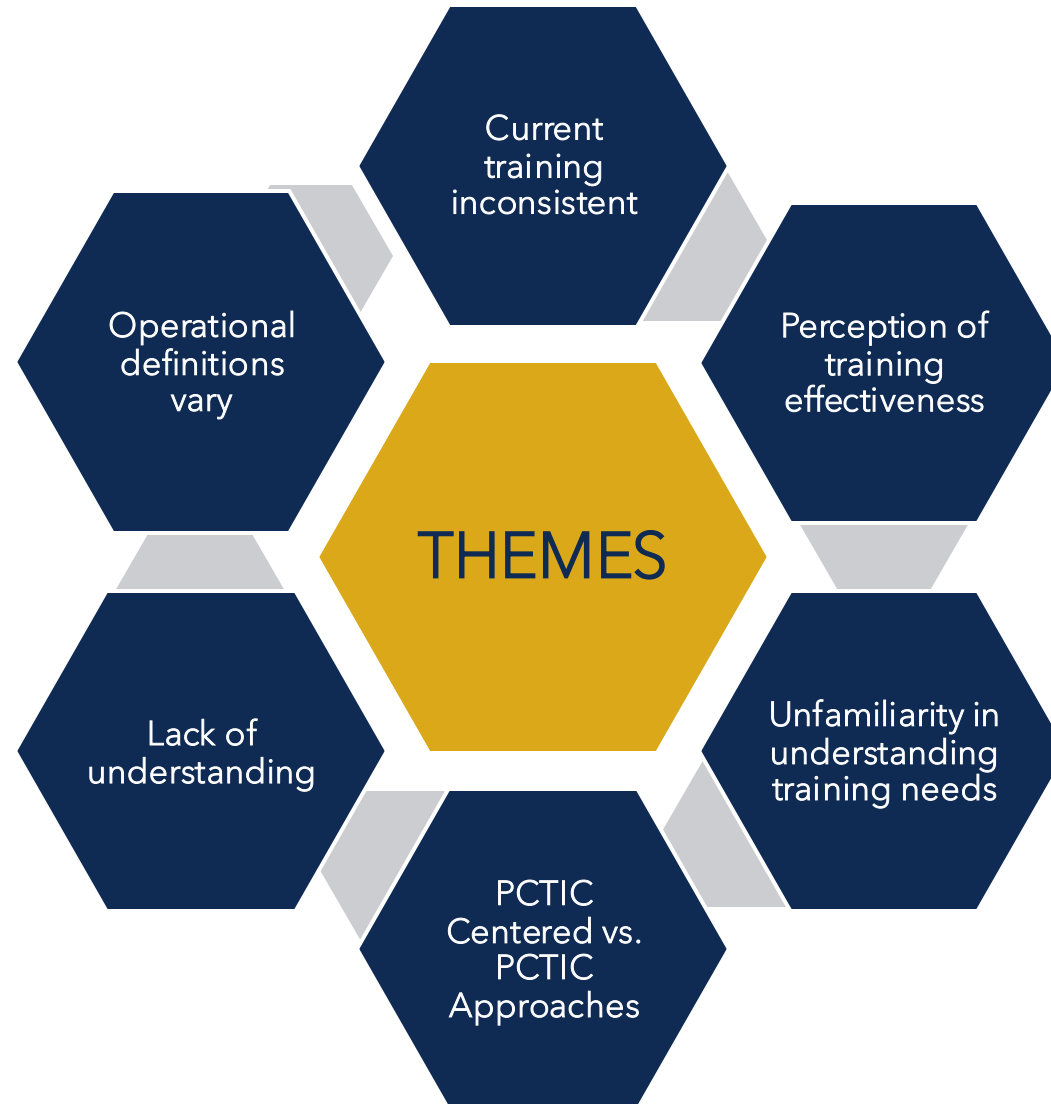 Current
training
inconsistent
Perception of
training
effectiveness
Unfamiliarity in
understanding
training needs
PCTIC
Centered vs.
PCTIC
Approaches
Lack of
understanding
Operational
definitions
vary
THEMES